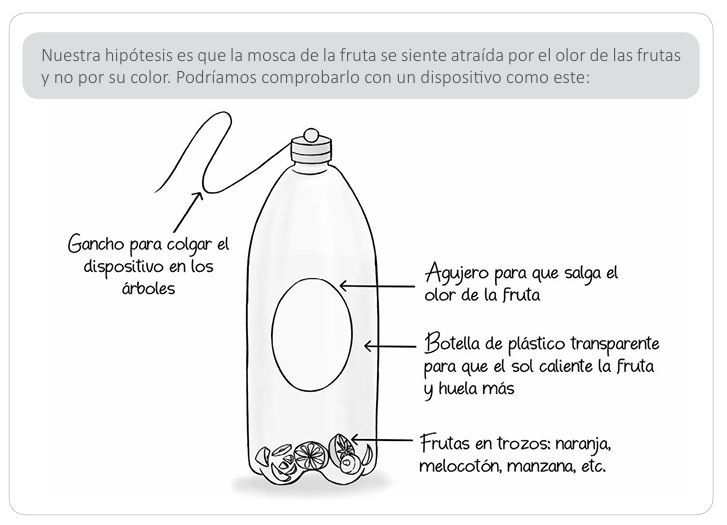 Nuestra hipótesis es que la mosca de la fruta se siente atraída por el olor de las frutas
y no por su color. Podríamos comprobarlo con un dispositivo como este:
Gancho para colgar el
dispositivo en los
árboles
Agujero para que salga el
olor de la fruta
Botella de plástico transparente
para que el sol caliente la fruta
y huela más
Frutas en trozos: naranja,
melocotón, manzana, etc.